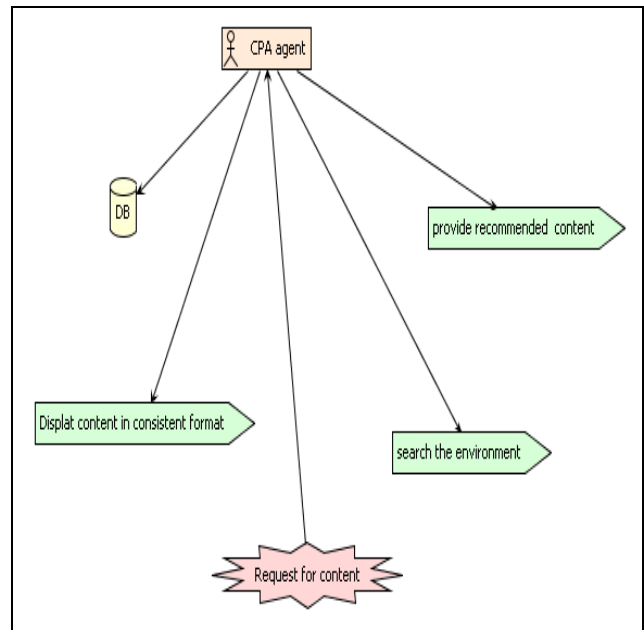 CPA agent
DB
provide recommended content
Displat content in consistent format
search the environment
Request for content